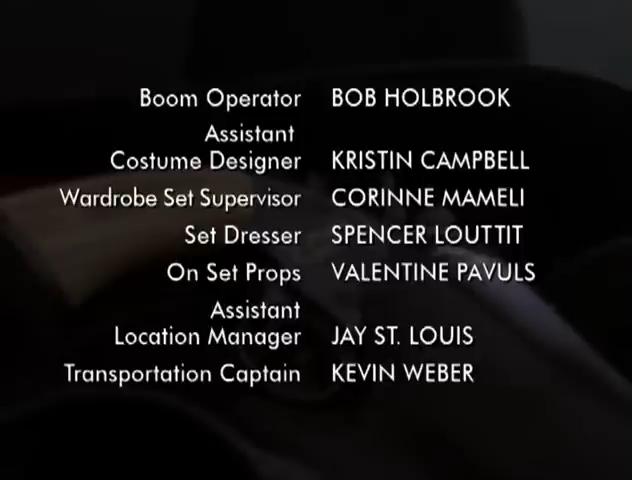 Boom Operator BOB HOLBROOK
Assistant
Costume Designer KRISTIN CAMPBELL
Wardrobe Set Supervisor CORINNE MAMELI
Set Dresser SPENCER LOUTTIT
On Set Props VALENTINE PAVULS
Assistant
Location Manager JAY ST. LOUIS
Transportation Captain KEVIN WEBER